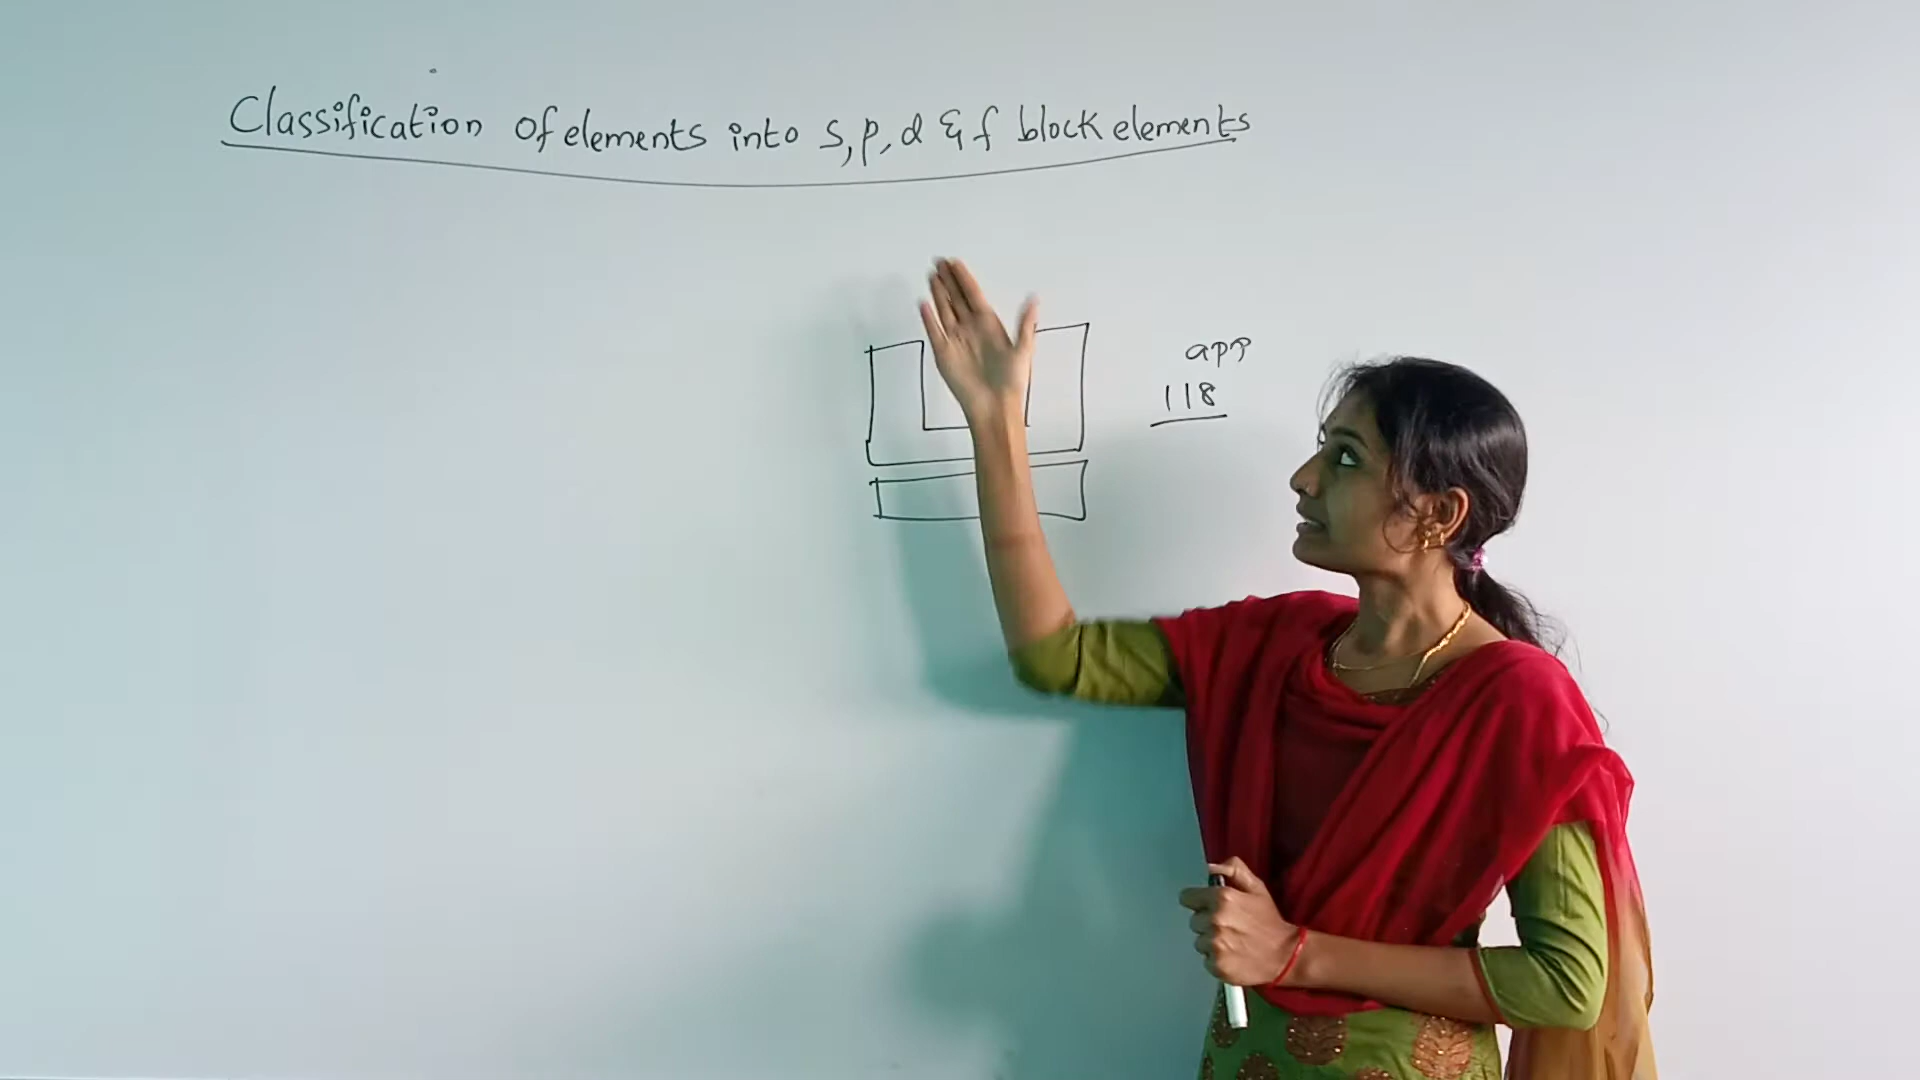 Classification of elements into s, p, d & f block elements
app
118